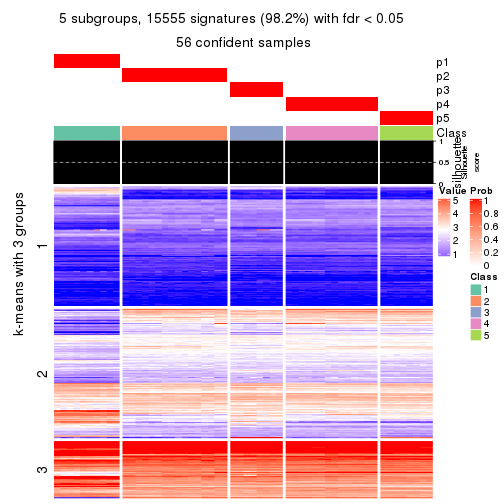 5 subgroups, 15555 signatures (98.2%) with fdr < 0.05
56 confident samples
p1
p2
p3
p4
p5
Class
1
0.5
0
silhouette
Silhouette
score
k-means with 3 groups
1
2
3
Value
5
4
3
2
1
Prob
1
0.8
0.6
0.4
0.2
0
Class
1
2
3
4
5